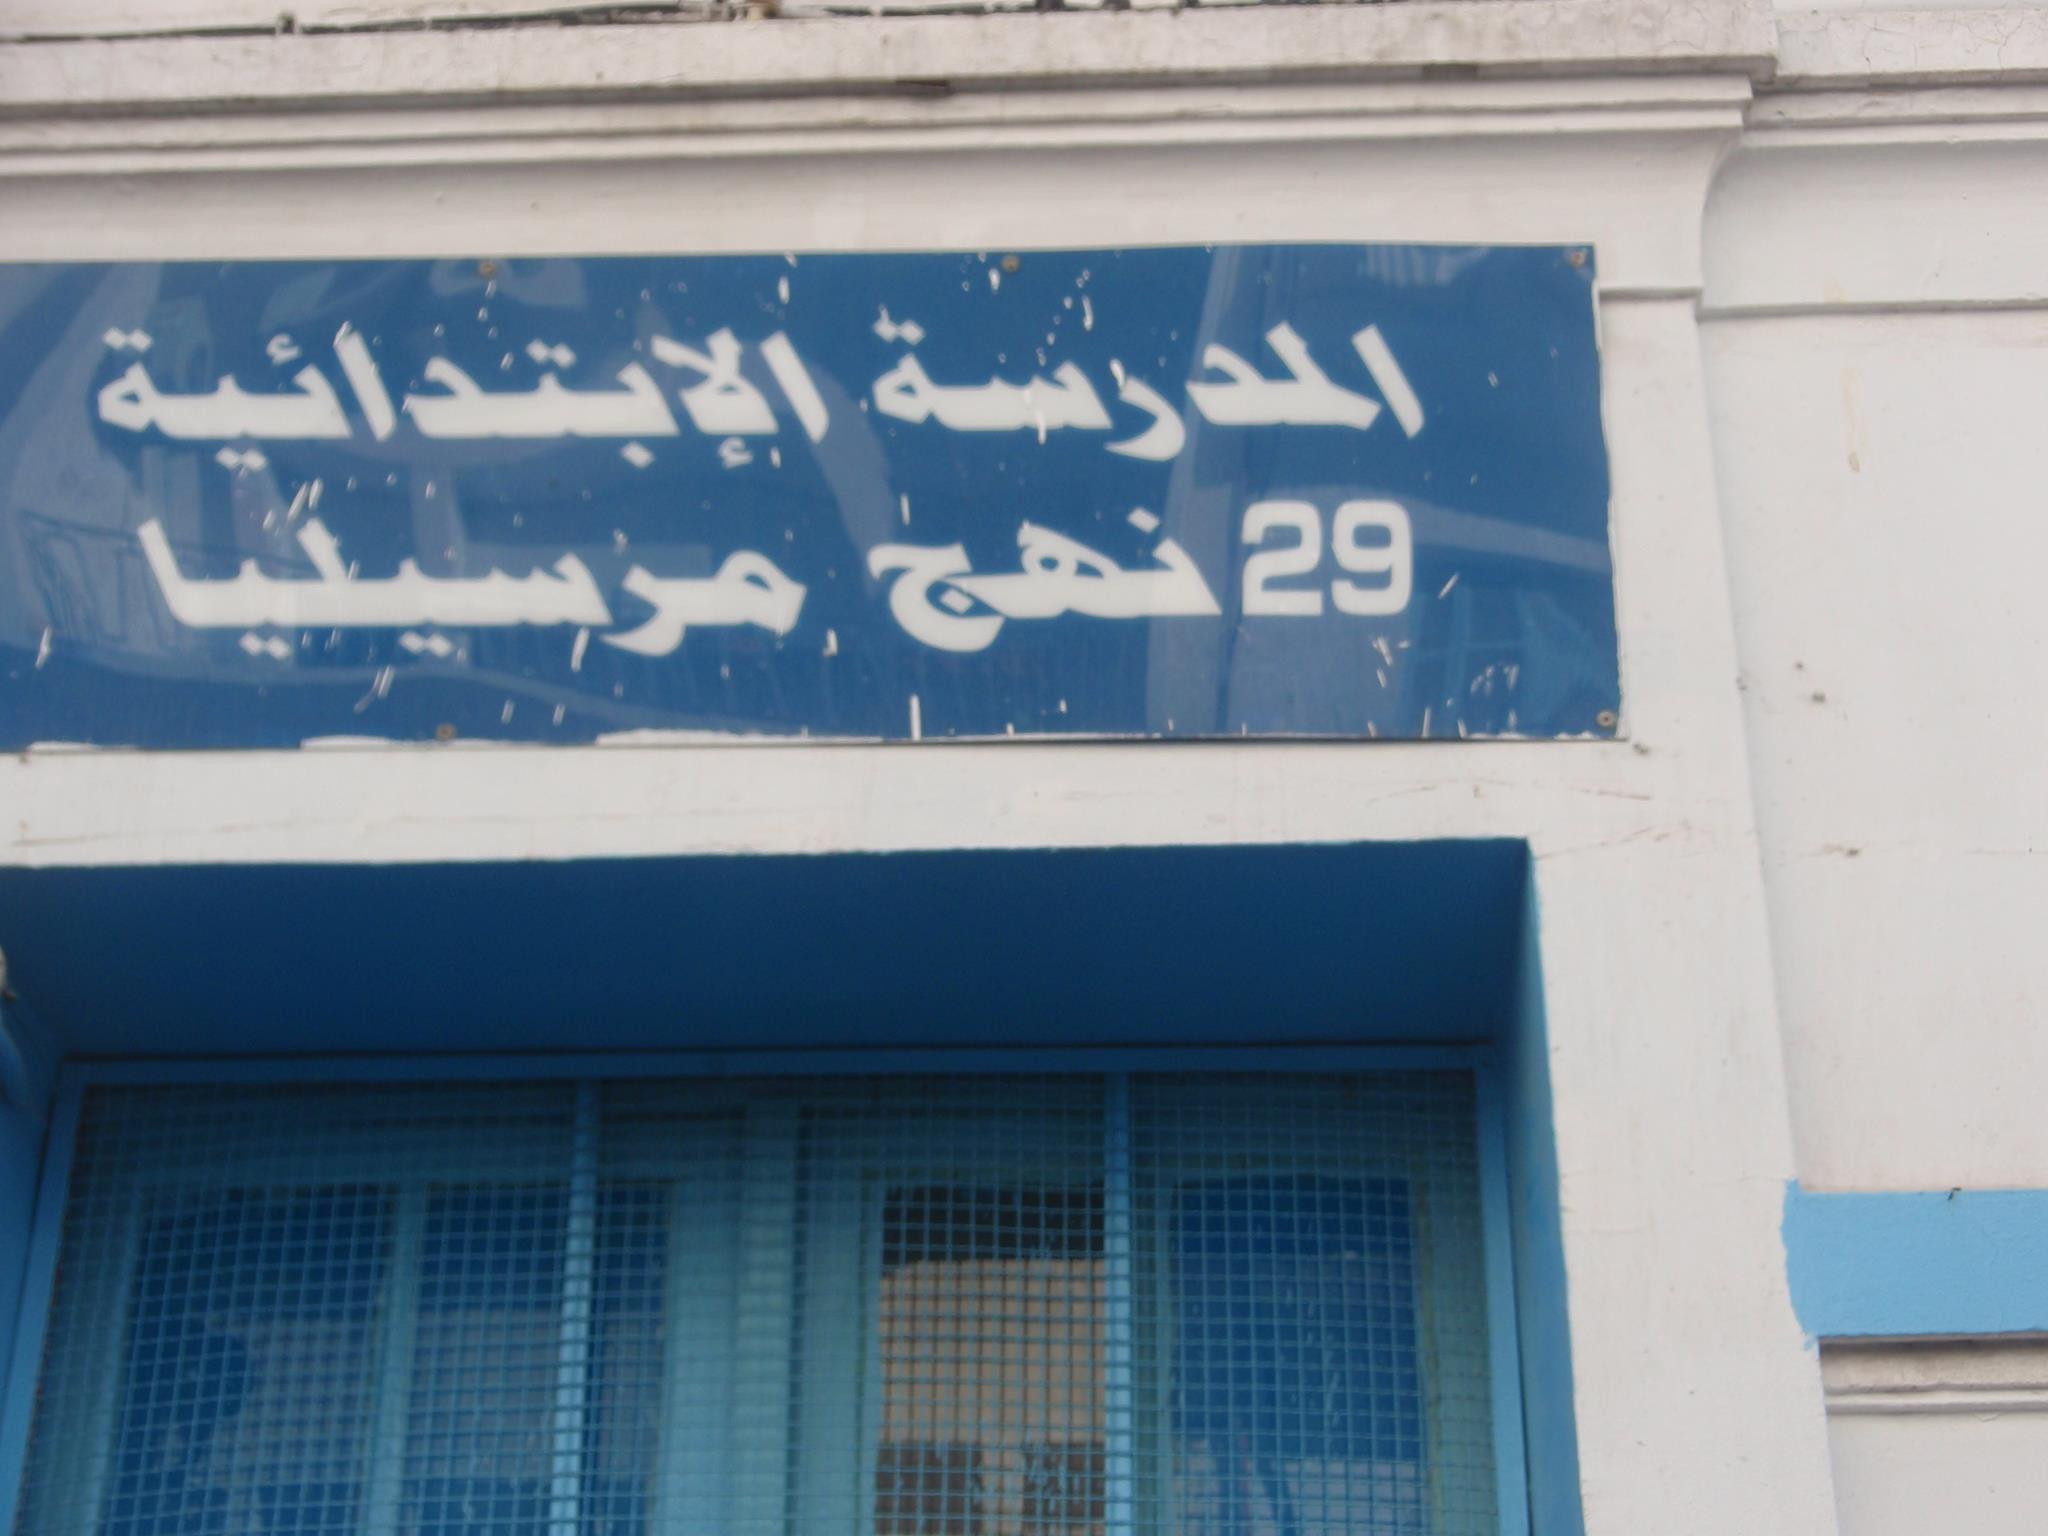 المدرسة الإبتدائية
29 نهج مرسيليا